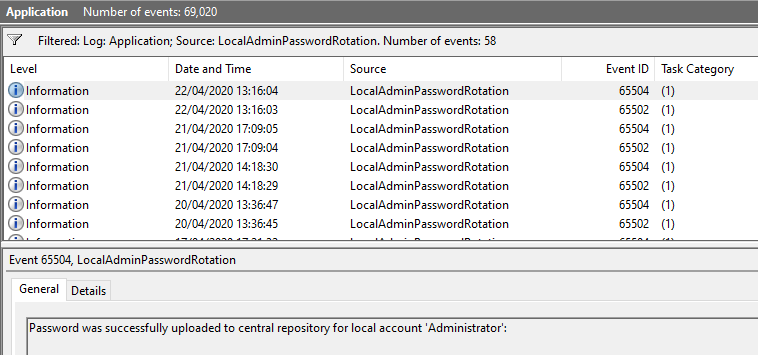 Application Number of events: 69,020
Filtered: Log: Application; Source: LocalAdminPasswordRotation. Number of events: 58
Level Date and Time Source Event ID Task Category
Information 22/04/2020 13:16:04 LocalAdminPasswordRotation 65504 (1)
Information 22/04/2020 13:16:03 LocalAdminPasswordRotation 65502 (1)
Information 21/04/2020 17:09:05 LocalAdminPasswordRotation 65504 (1)
Information 21/04/2020 17:09:04 LocalAdminPasswordRotation 65502 (1)
Information 21/04/2020 14:18:30 LocalAdminPasswordRotation 65504 (1)
Information 21/04/2020 14:18:29 LocalAdminPasswordRotation 65502 (1)
Information 20/04/2020 13:36:47 LocalAdminPasswordRotation 65504 (1)
Information 20/04/2020 13:36:45 LocalAdminPasswordRotation 65502 (1)
Information LocalAdminPasswordRotation
Event 65504, LocalAdminPasswordRotation
General Details
Password was successfully uploaded to central repository for local account 'Administrator':